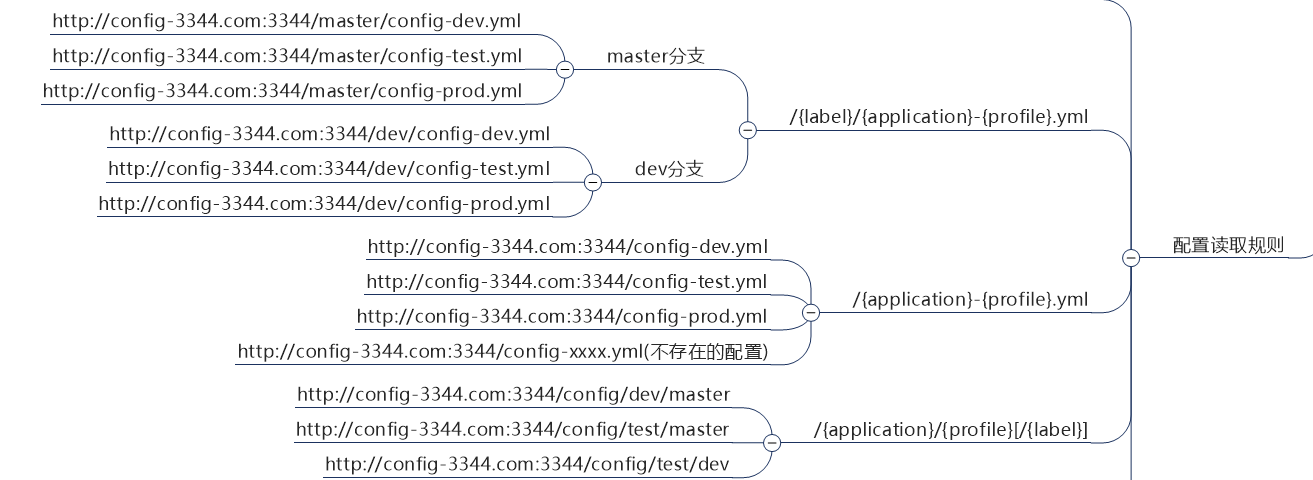 http://config-3344.com:3344/master/config-dev.yml
http://config-3344.com:3344/master/config-test.yml
master分支
http://config-3344.com:3344/master/config-prod.yml
/{label}/{application}-{profile}.yml
http://config-3344.com:3344/dev/config-dev.yml
http://config-3344.com:3344/dev/config-test.yml
dev分支
http://config-3344.com:3344/dev/config-prod.yml
配置读取规则
http://config-3344.com:3344/config-dev.yml
http://config-3344.com:3344/config-test.yml
/{application}-{profile}.yml
http://config-3344.com:3344/config-prod.yml
http://config-3344.com:3344/config-xxxx.yml(不存在的配置)
http://config-3344.com:3344/config/dev/master
http://config-3344.com:3344/config/test/master
/{application}/{profile}[/{label}]
http://config-3344.com:3344/config/test/dev